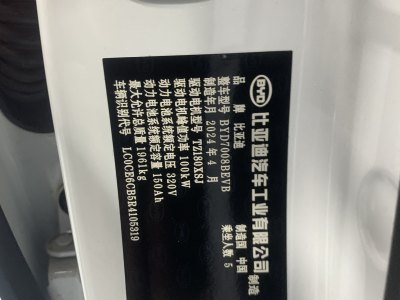 BYD 比亚迪汽车工业有限公司 制造
品牌 比亚迪 制造国 中国
整车型号 BYD7008BEVB 乘坐人数 5
制造年月 2024年4月
驱动电机型号 TZ180XSJ
驱动电机峰值功率 100kW
动力电池系统额定电压 320V
动力电池系统额定容量 150Ah
最大允许总质量 1961kg
车辆识别代号 LC0CE6CB5R4105319